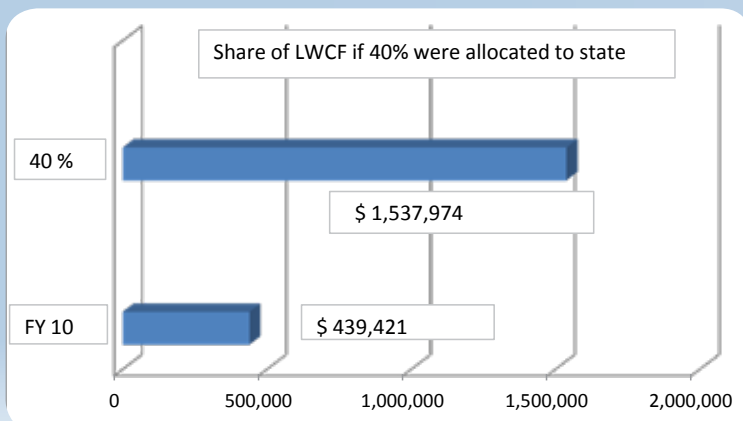 Share of LWCF if 40% were allocated to state
40 %
$ 1,537,974
FY 10
$ 439,421
0 500,000 1,000,000 1,500,000 2,000,000